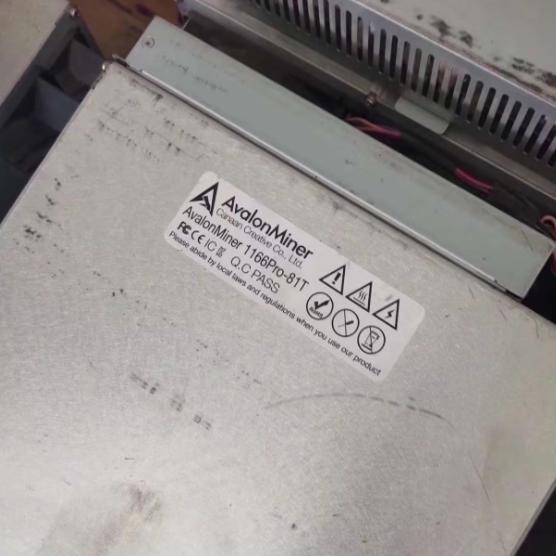 AvalonMiner
Canaan Creative Co., Ltd.
AvalonMiner 1166Pro-81T
FC CE IC Q.C PASS
Please abide by local laws and regulations when you use our product
RoHS